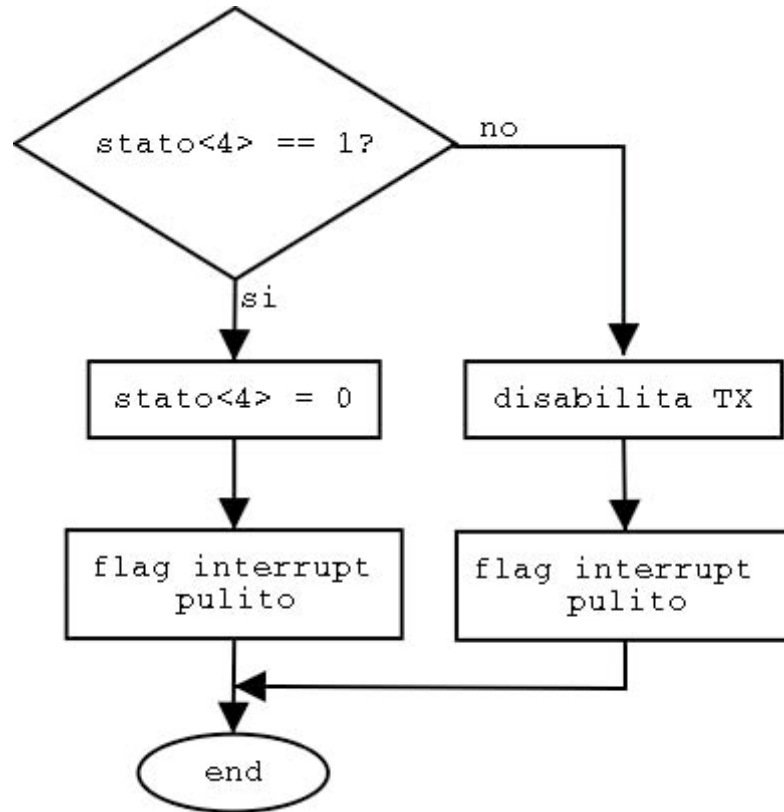 stato<4> == 1?
no
si
stato<4> = 0
disabilita TX
flag interrupt
pulito
flag interrupt
pulito
end